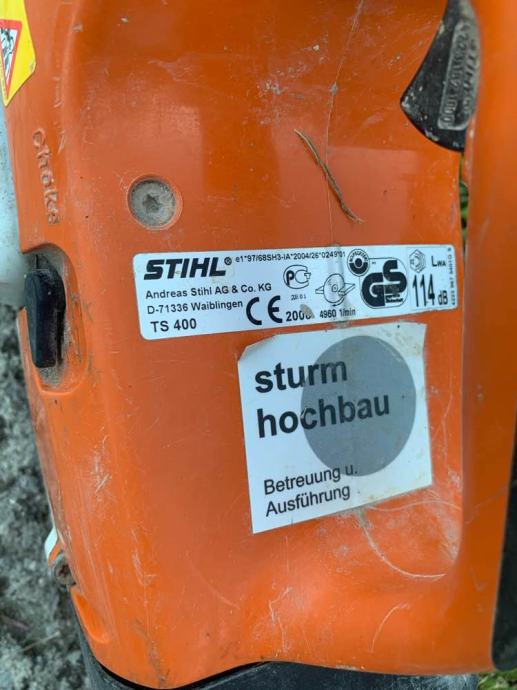 choke
STIHL® e1*97/68SH3-IA*2004/26*0249*01
Andreas Stihl AG & Co. KG
D-71336 Waiblingen
TS 400
CE
4960 1/min
GS
LWA
114 dB
sturm
hochbau
Betreuung u.
Ausführung